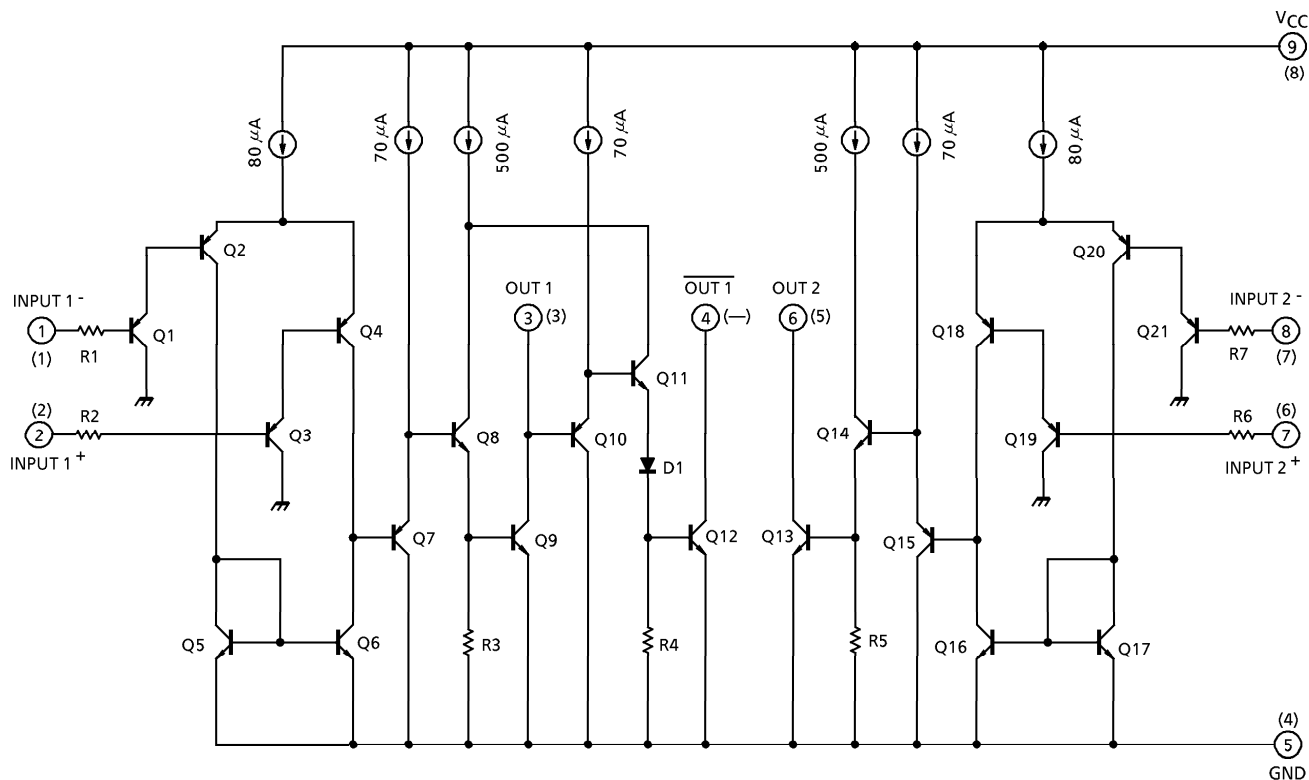 VCC
9
(8)
80 μA
70 μA
500 μA
70 μA
500 μA
70 μA
80 μA
Q2
Q20
INPUT 1 -
OUT 1
OUT 1
OUT 2
INPUT 2 -
1
Q1
Q4
3
(3)
4
(—)
6
(5)
Q18
Q21
8
(1)
R1
R7
(7)
Q11
(2)
R2
R6
(6)
2
Q3
Q8
Q10
Q14
Q19
7
INPUT 1 +
D1
INPUT 2 +
Q7
Q9
Q12
Q13
Q15
Q5
Q6
R3
R4
R5
Q16
Q17
(4)
5
GND